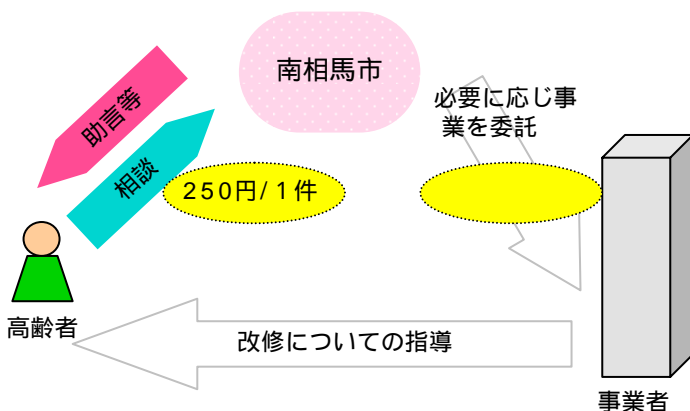 南相馬市
必要に応じ事
業を委託
助言等
相談
250円/1件
高齢者
改修についての指導
事業者